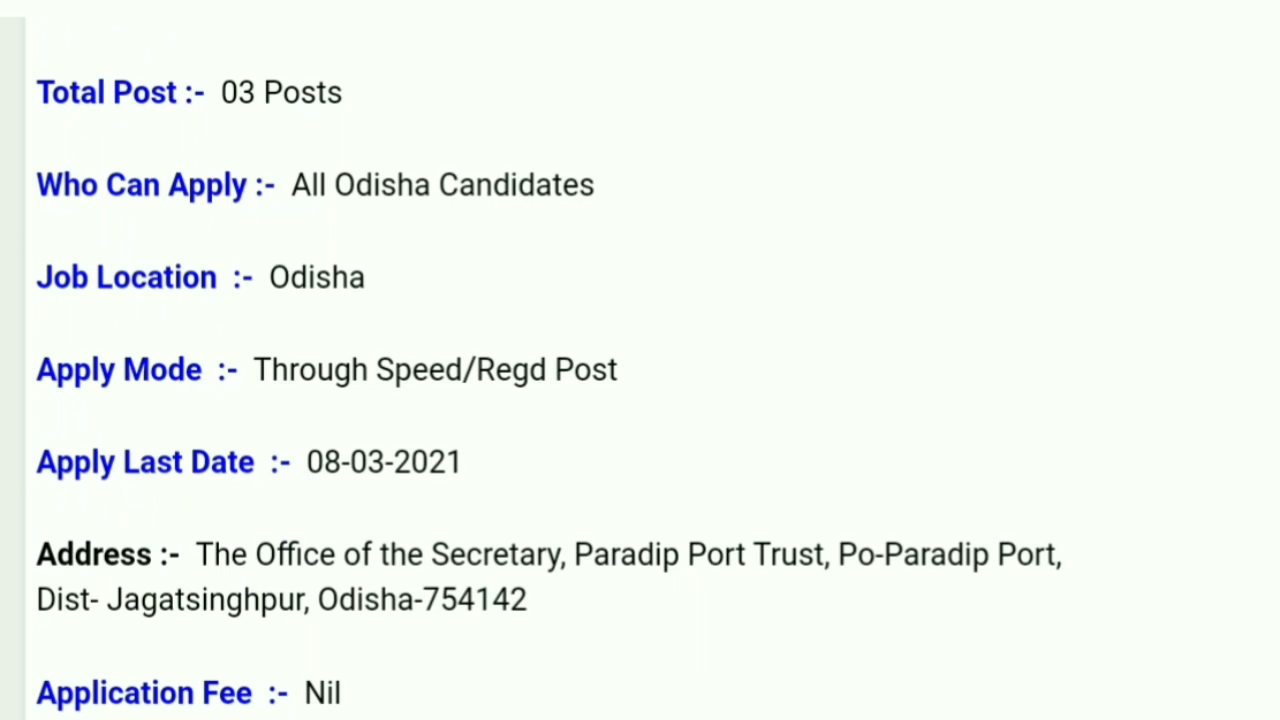 Total Post :- 03 Posts
Who Can Apply :- All Odisha Candidates
Job Location :- Odisha
Apply Mode :- Through Speed/Regd Post
Apply Last Date :- 08-03-2021
Address :- The Office of the Secretary, Paradip Port Trust, Po-Paradip Port,
Dist- Jagatsinghpur, Odisha-754142
Application Fee :- Nil